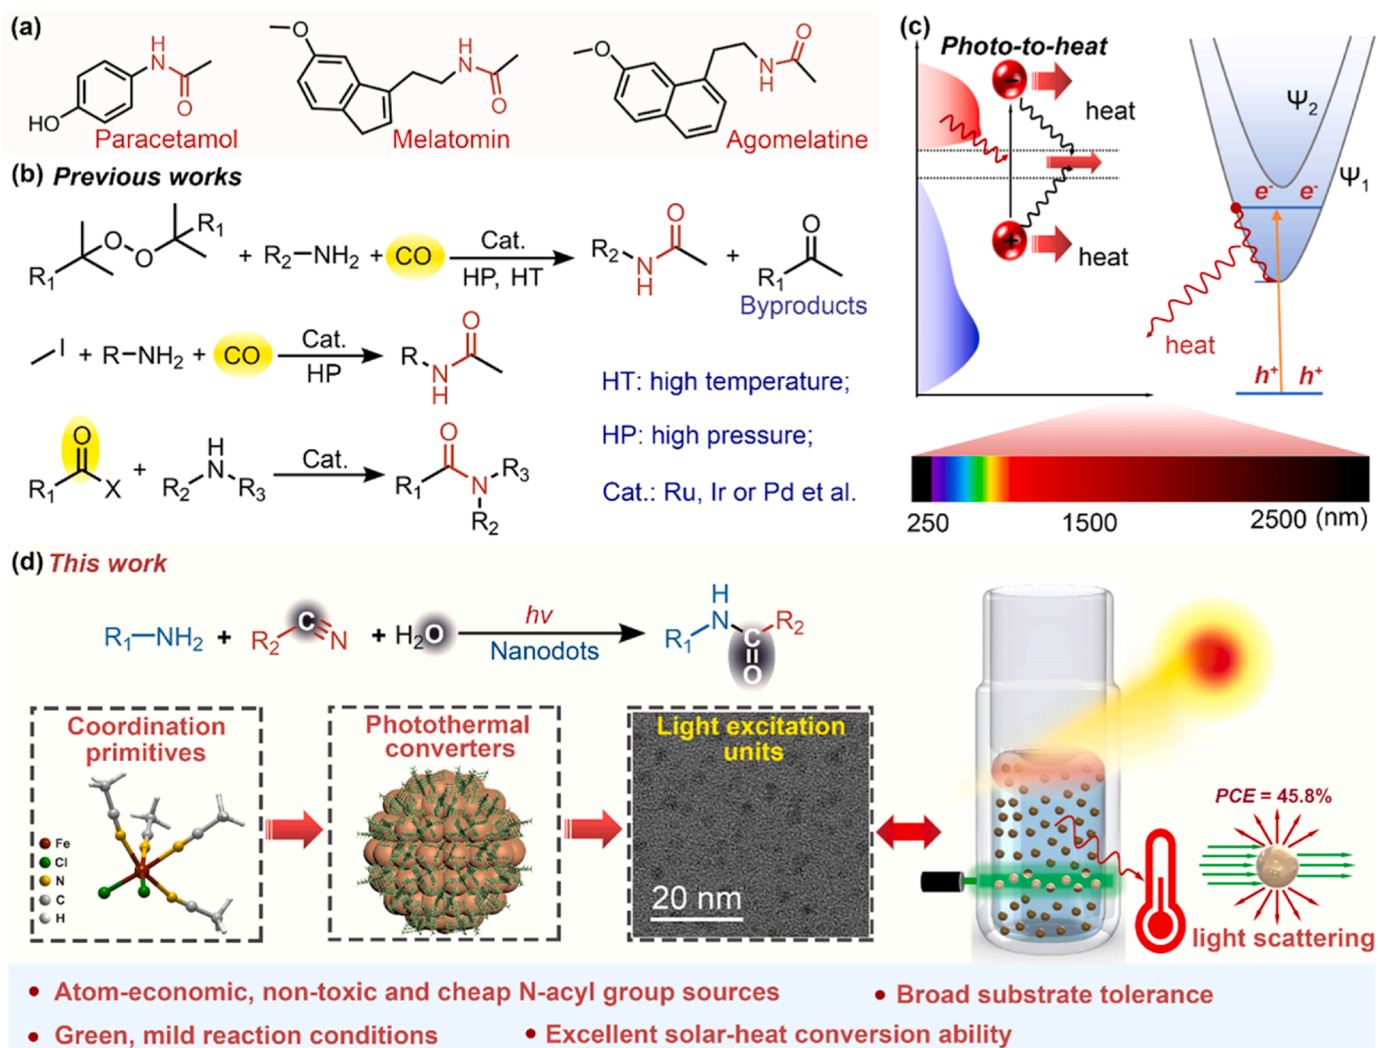 (a)
O
H
N
O
HO
Paracetamol
O
H
N
O
Melatomin
O
O
N
H
Agomelatine
(b) Previous works
R1 O O R1 + R2–NH2 + CO Cat. HP, HT R2 N H O + O R1
Byproducts
I + R–NH2 + CO Cat. HP R N H O
O R1 X + H N R2 R3 Cat. O R1 N R3 R2
HT: high temperature;
HP: high pressure;
Cat.: Ru, Ir or Pd et al.
(c)
Photo-to-heat
−
heat
+
heat
Ψ2
Ψ1
e- e-
heat
h+ h+
250 1500 2500 (nm)
(d) This work
R1–NH2 + R2 C≡N + H2O hv Nanodots H N R1 C R2 O
Coordination
primitives
Fe
Cl
N
C
H
Photothermal
converters
Light excitation
units
20 nm
PCE = 45.8%
light scattering
• Atom-economic, non-toxic and cheap N-acyl group sources
• Broad substrate tolerance
• Green, mild reaction conditions
• Excellent solar-heat conversion ability